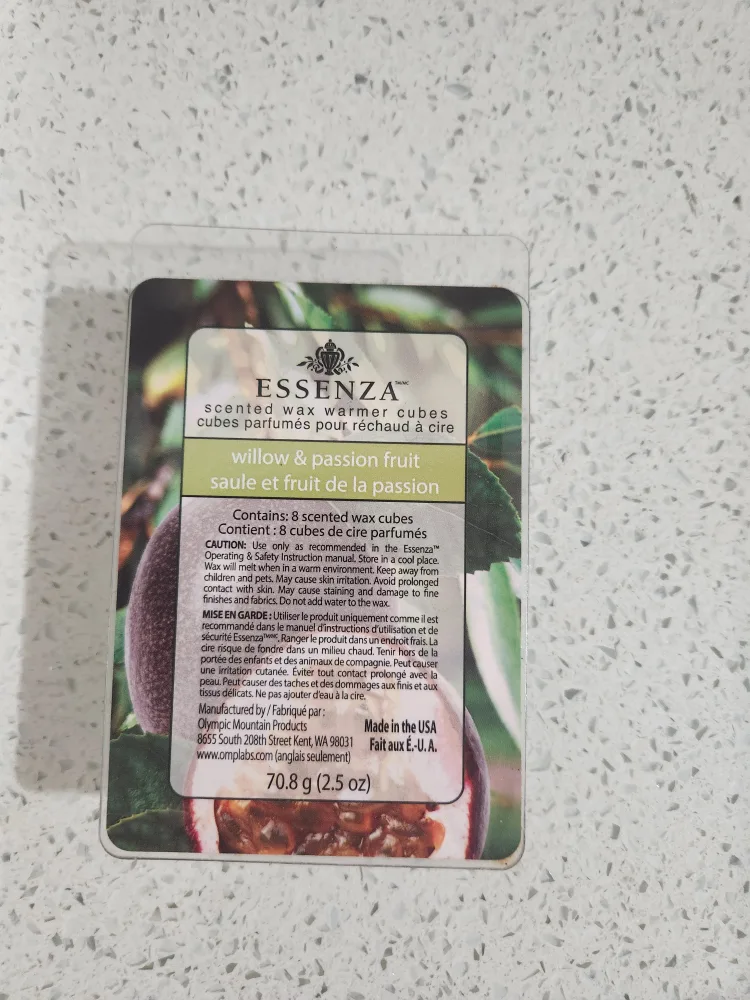 ESSENZA™/MC
scented wax warmer cubes
cubes parfumés pour réchaud à cire
willow & passion fruit
saule et fruit de la passion
Contains: 8 scented wax cubes
Contient : 8 cubes de cire parfumés
CAUTION: Use only as recommended in the Essenza™
Operating & Safety Instruction manual. Store in a cool place.
Wax will melt when in a warm environment. Keep away from
children and pets. May cause skin irritation. Avoid prolonged
contact with skin. May cause staining and damage to fine
finishes and fabrics. Do not add water to the wax.
MISE EN GARDE : Utiliser le produit uniquement comme il est
recommandé dans le manuel d'instructions d'utilisation et de
sécurité Essenza™/MC. Ranger le produit dans un endroit frais. La
cire risque de fondre dans un milieu chaud. Tenir hors de la
portée des enfants et des animaux de compagnie. Peut causer
une irritation cutanée. Éviter tout contact prolongé avec la
peau. Peut causer des taches et des dommages aux finis et aux
tissus délicats. Ne pas ajouter d'eau à la cire.
Manufactured by / Fabriqué par :
Olympic Mountain Products
8655 South 208th Street Kent, WA 98031
www.omplabs.com (anglais seulement)
Made in the USA
Fait aux É.-U. A.
70.8 g (2.5 oz)